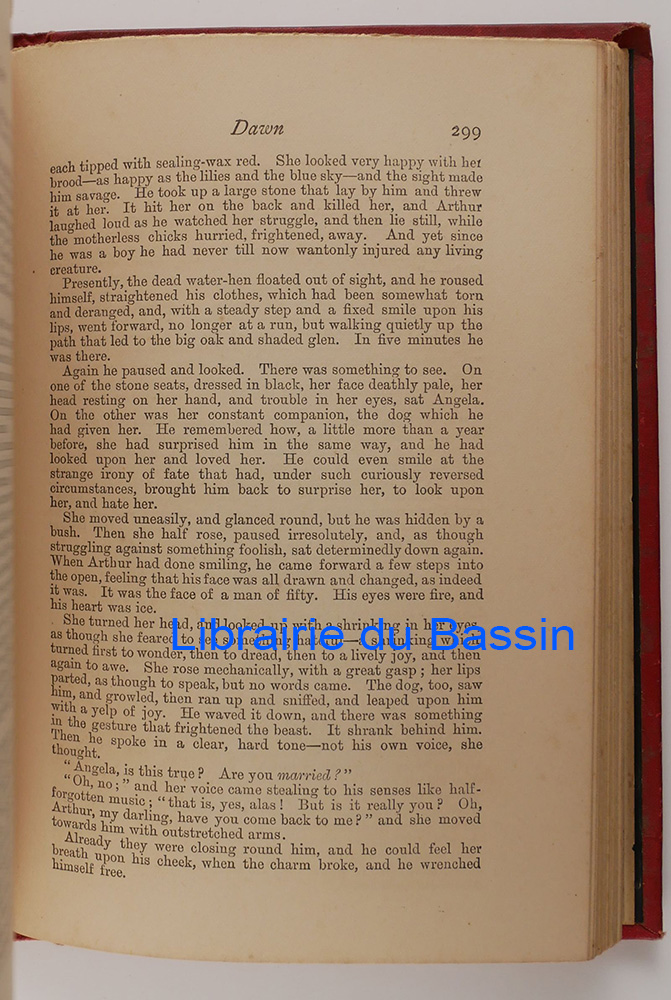 Dawn 299
each tipped with sealing-wax red. She looked very happy with her
brood—as happy as the lilies and the blue sky—and the sight made
him savage. He took up a large stone that lay by him and threw
it at her. It hit her on the back and killed her, and Arthur
laughed loud as he watched her struggle, and then lie still, while
the motherless chicks hurried, frightened, away. And yet since
he was a boy he had never till now wantonly injured any living
creature.
Presently, the dead water-hen floated out of sight, and he roused
himself, straightened his clothes, which had been somewhat torn
and deranged, and, with a steady step and a fixed smile upon his
lips, went forward, no longer at a run, but walking quietly up the
path that led to the big oak and shaded glen. In five minutes he
was there.
Again he paused and looked. There was something to see. On
one of the stone seats, dressed in black, her face deathly pale, her
head resting on her hand, and trouble in her eyes, sat Angela.
On the other was her constant companion, the dog which he
had given her. He remembered how, a little more than a year
before, she had surprised him in the same way, and he had
looked upon her and loved her. He could even smile at the
strange irony of fate that had, under such curiously reversed
circumstances, brought him back to surprise her, to look upon
her, and hate her.
She moved uneasily, and glanced round, but he was hidden by a
bush. Then she half rose, paused irresolutely, and, as though
struggling against something foolish, sat determinedly down again.
When Arthur had done smiling, he came forward a few steps into
the open, feeling that his face was all drawn and changed, as indeed
it was. It was the face of a man of fifty. His eyes were fire, and
his heart was ice.
She turned her head, and looked up with a shrinking in her eyes,
as though she feared to see
Librairie du Bassin
turned first to wonder, then to dread, then to a lively joy, and then
again to awe. She rose mechanically, with a great gasp; her lips
parted, as though to speak, but no words came. The dog, too, saw
him, and growled, then ran up and sniffed, and leaped upon him
with a yelp of joy. He waved it down, and there was something
in the gesture that frightened the beast. It shrank behind him.
Then he spoke in a clear, hard tone—not his own voice, she
thought.
"Angela, is this true? Are you married?"
"Oh, no;" and her voice came stealing to his senses like half-
forgotten music; "that is, yes, alas! But is it really you? Oh,
Arthur, my darling, have you come back to me?" and she moved
towards him with outstretched arms.
Already they were closing round him, and he could feel her
breath upon his cheek, when the charm broke, and he wrenched
himself free.